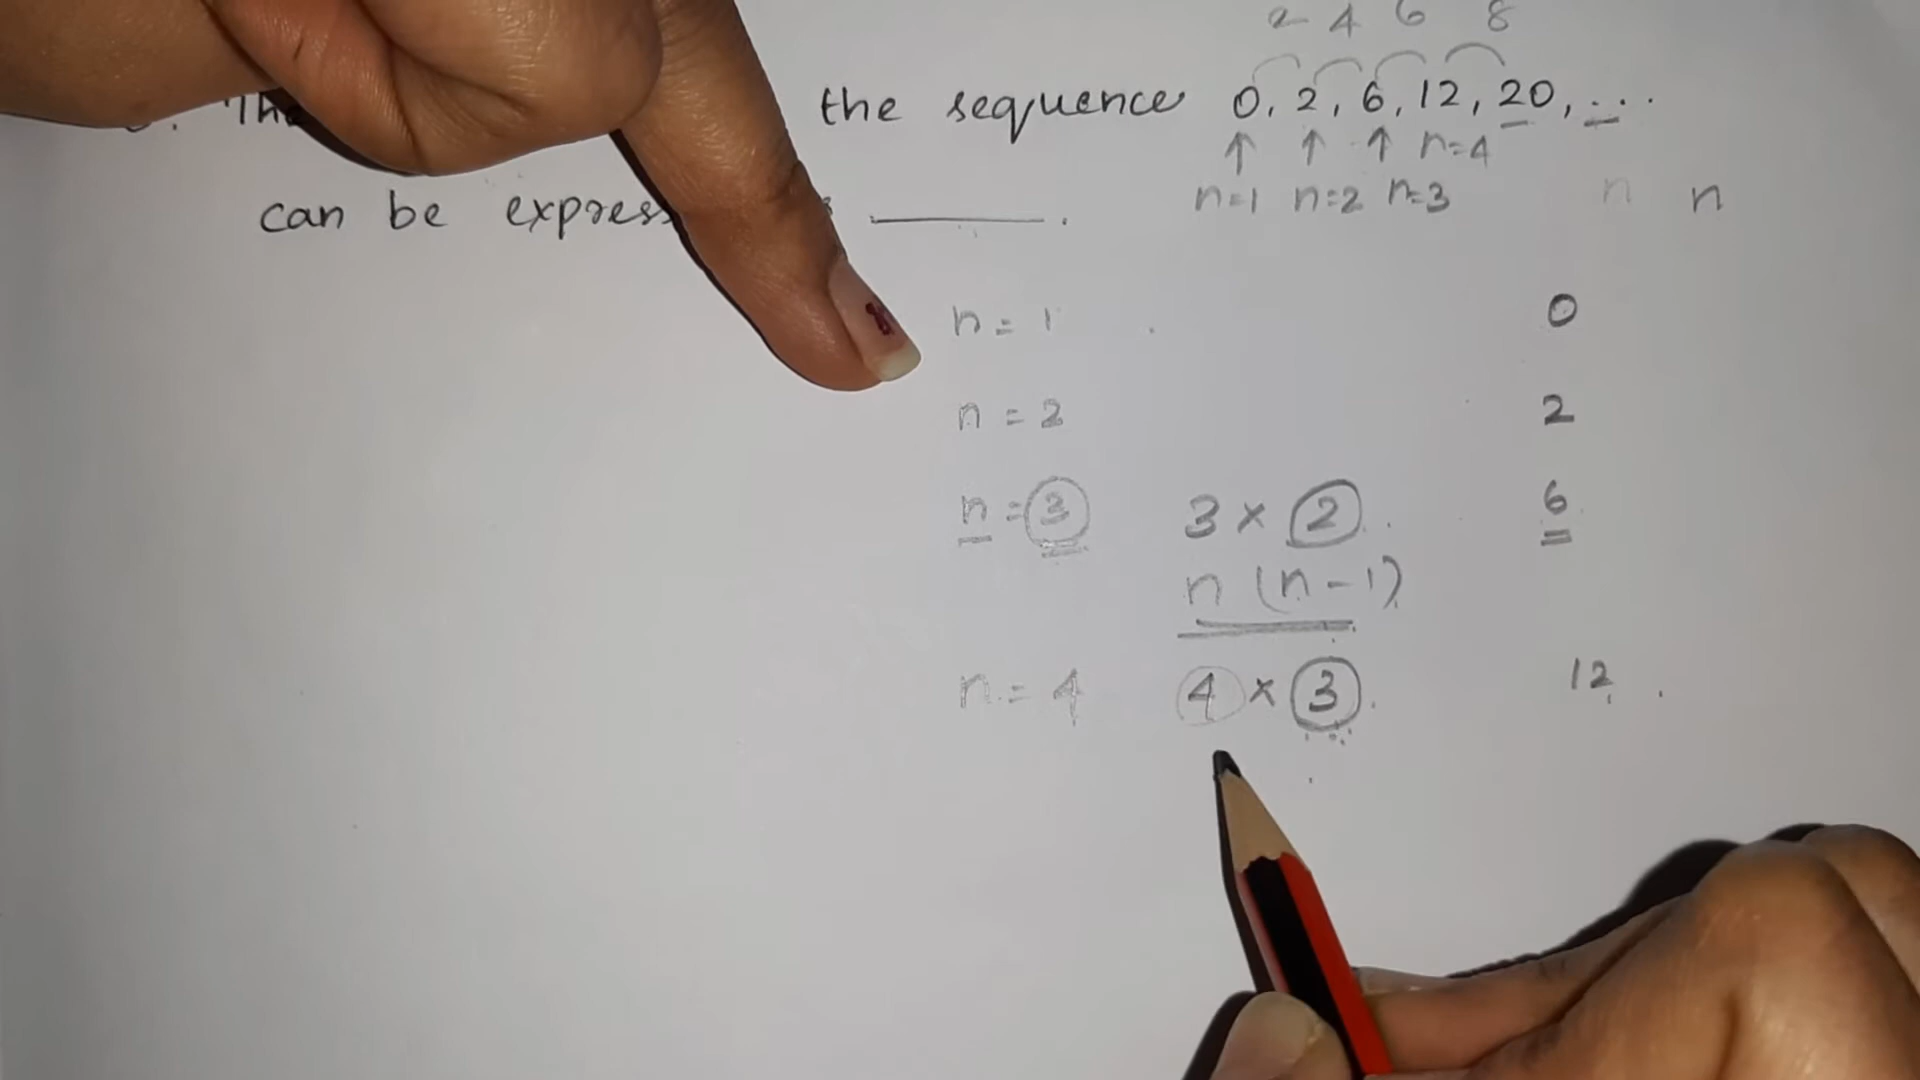 2 4 6 8
the sequence 0, 2, 6, 12, 20, ...
↑ ↑ ↑ n=4
n=1 n=2 n=3 n n
can be _______.
n = 1 0
n = 2 2
n = 3 3 × 2 6
n (n - 1)
n = 4 4 × 3 12